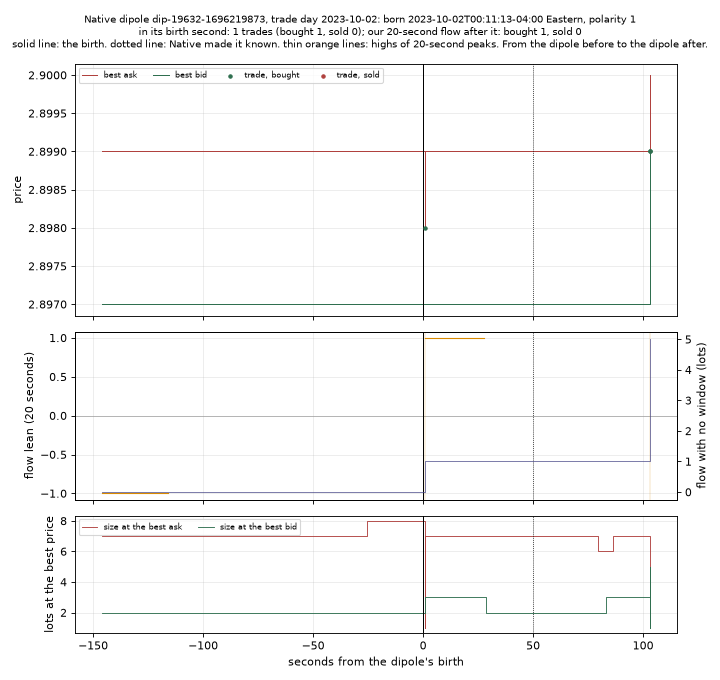 Native dipole dip-19632-1696219873, trade day 2023-10-02: born 2023-10-02T00:11:13-04:00 Eastern, polarity 1
in its birth second: 1 trades (bought 1, sold 0); our 20-second flow after it: bought 1, sold 0
solid line: the birth. dotted line: Native made it known. thin orange lines: highs of 20-second peaks. From the dipole before to the dipole after.
best ask
best bid
trade, bought
trade, sold
2.9000
2.8995
2.8990
2.8985
2.8980
2.8975
2.8970
price
1.0
0.5
0.0
−0.5
−1.0
flow lean (20 seconds)
5
4
3
2
1
0
flow with no window (lots)
size at the best ask
size at the best bid
8
6
4
2
lots at the best price
−150
−100
−50
0
50
100
seconds from the dipole's birth